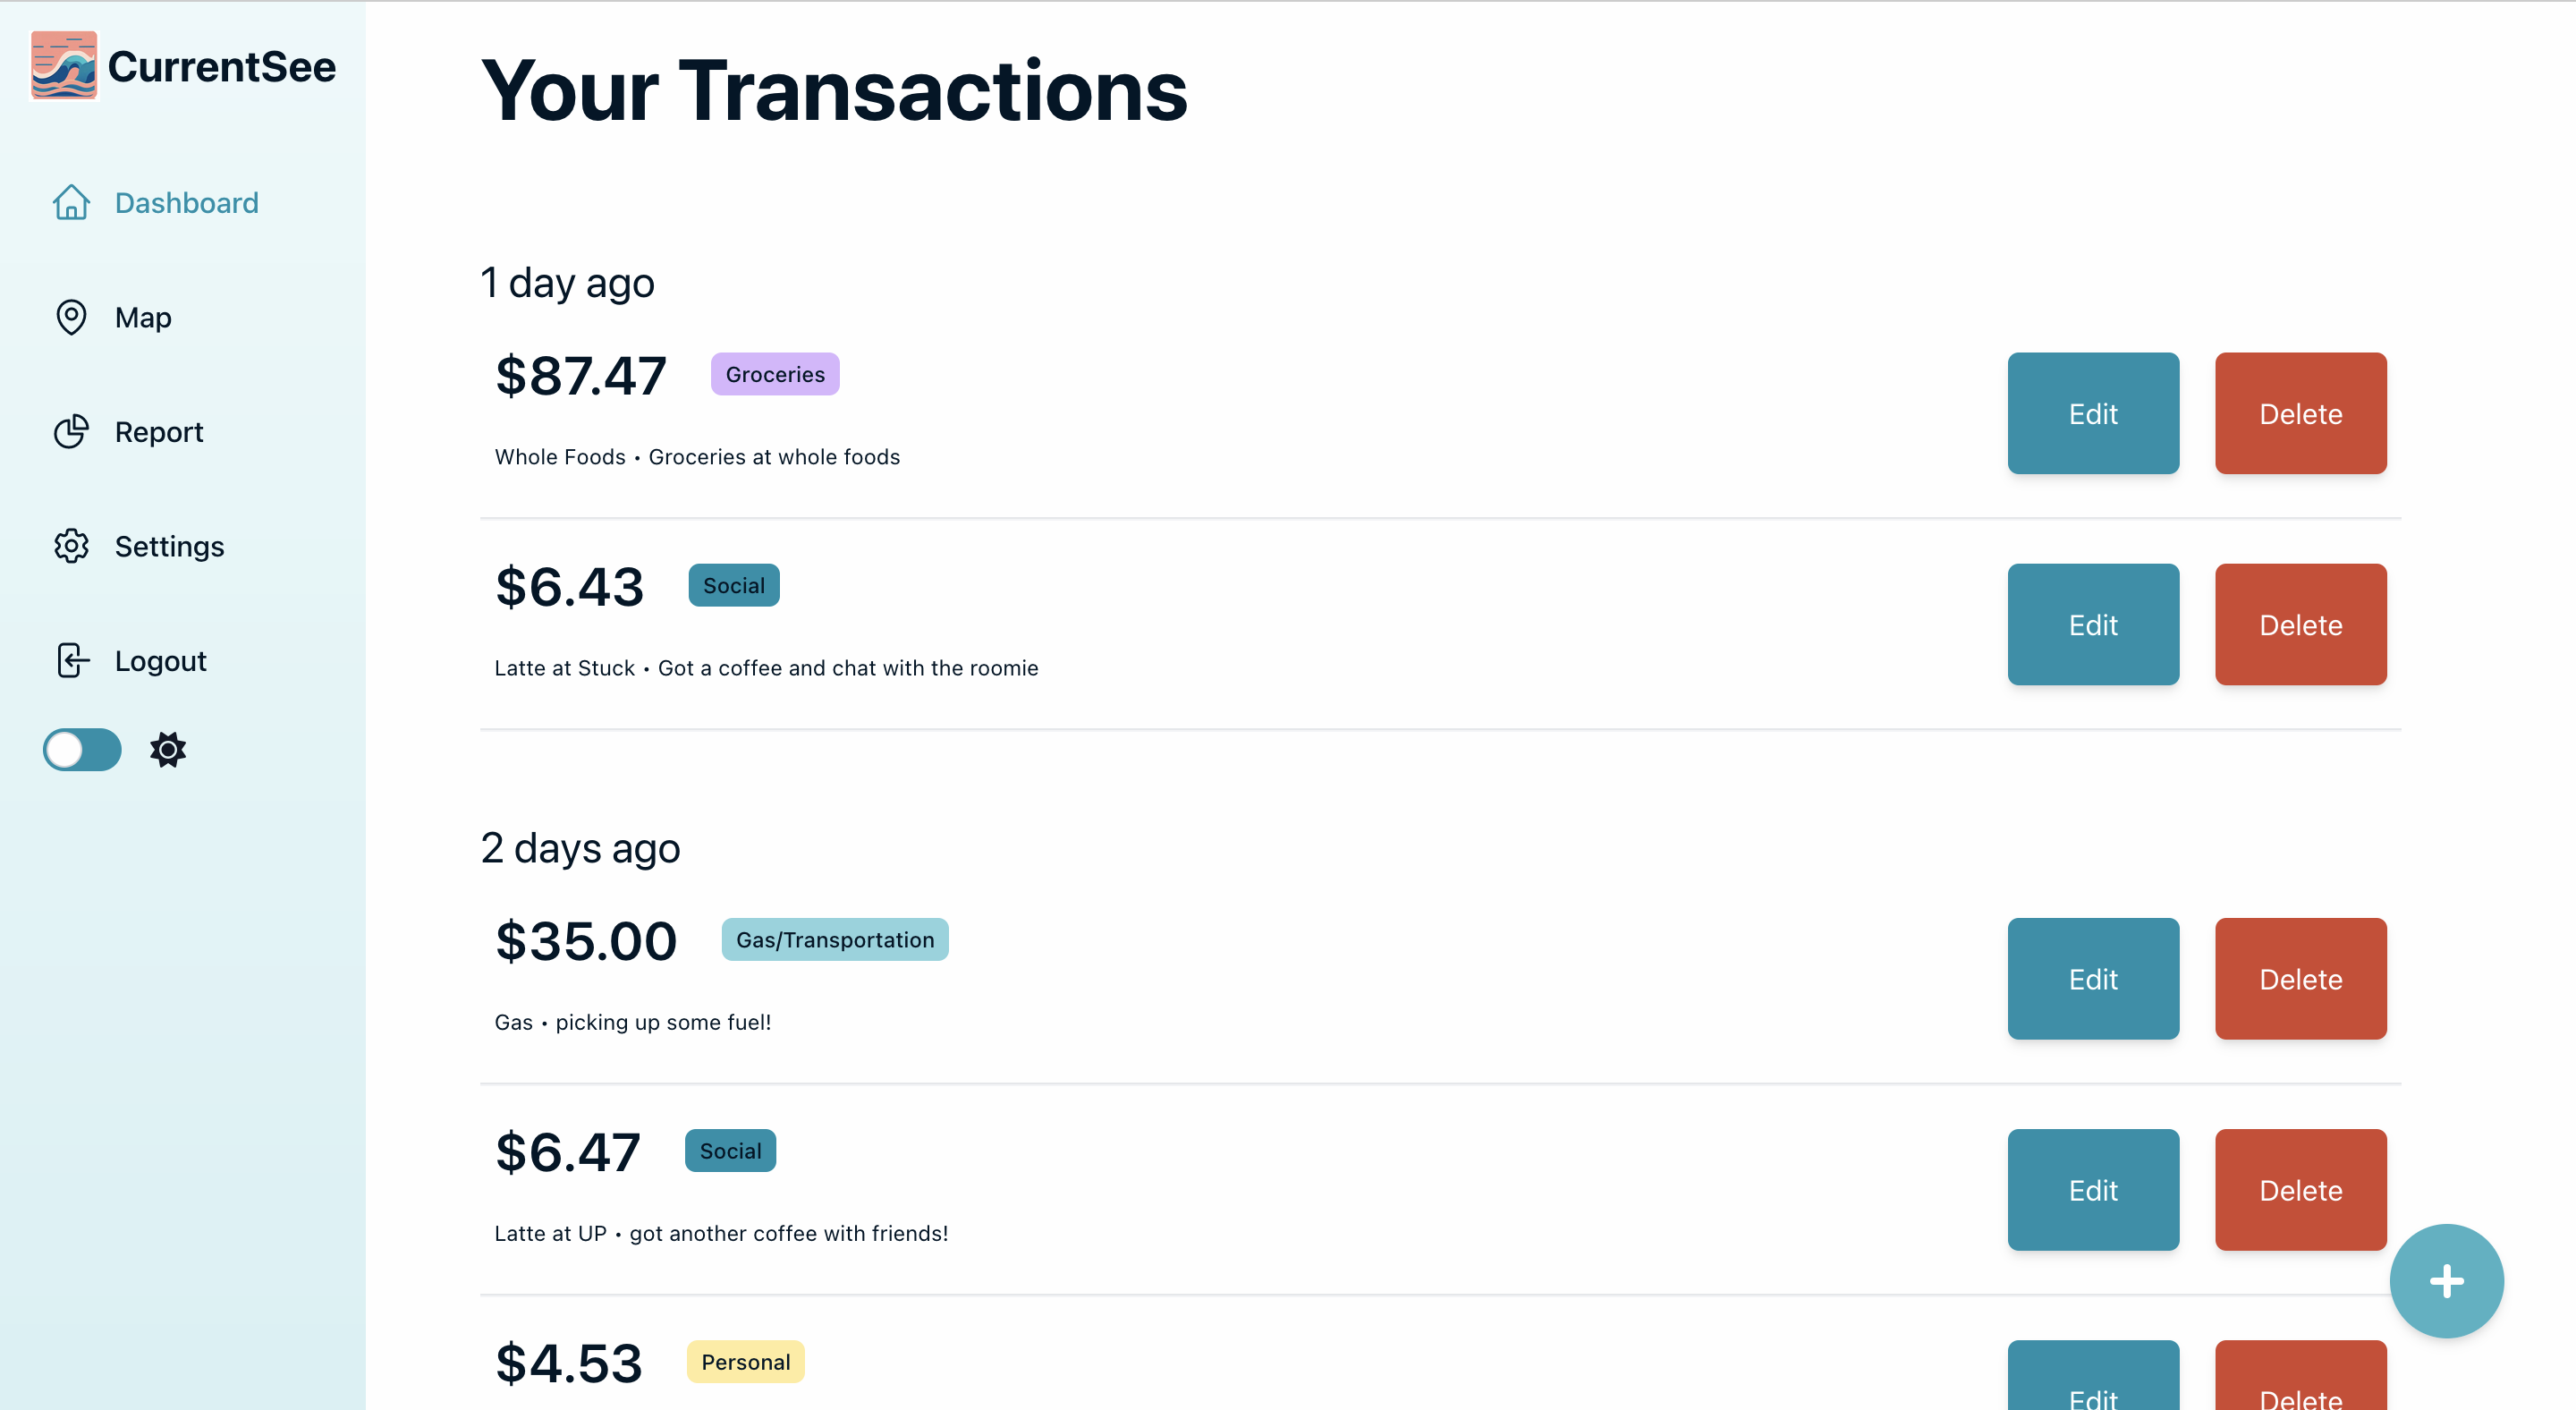 CurrentSee
Dashboard
Map
Report
Settings
Logout
Your Transactions
1 day ago
$87.47 Groceries
Whole Foods • Groceries at whole foods
Edit Delete
$6.43 Social
Latte at Stuck • Got a coffee and chat with the roomie
Edit Delete
2 days ago
$35.00 Gas/Transportation
Gas • picking up some fuel!
Edit Delete
$6.47 Social
Latte at UP • got another coffee with friends!
Edit Delete
+
$4.53 Personal
Edit Delete